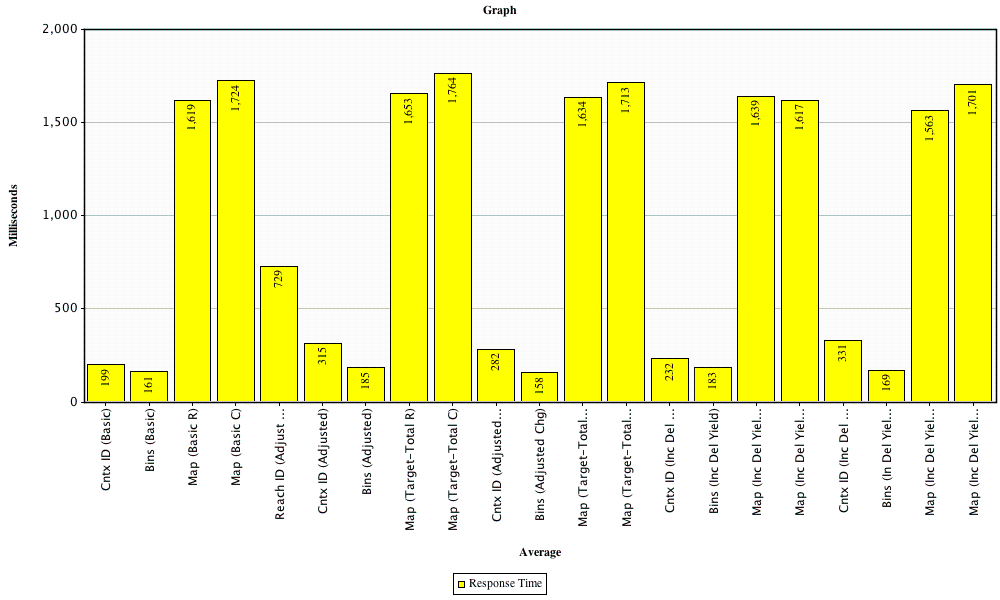 Graph
Milliseconds
2,000
1,500
1,000
500
0
199
161
1,619
1,724
729
315
185
1,653
1,764
282
158
1,634
1,713
232
183
1,639
1,617
331
169
1,563
1,701
Cntx ID (Basic)
Bins (Basic)
Map (Basic R)
Map (Basic C)
Reach ID (Adjust ...
Cntx ID (Adjusted)
Bins (Adjusted)
Map (Target-Total R)
Map (Target-Total C)
Cntx ID (Adjusted...
Bins (Adjusted Chg)
Map (Target-Total...
Map (Target-Total...
Cntx ID (Inc Del ...
Bins (Inc Del Yield)
Map (Inc Del Yiel...
Map (Inc Del Yiel...
Cntx ID (Inc Del ...
Bins (In Del Yiel...
Map (Inc Del Yiel...
Map (Inc Del Yiel...
Average
Response Time